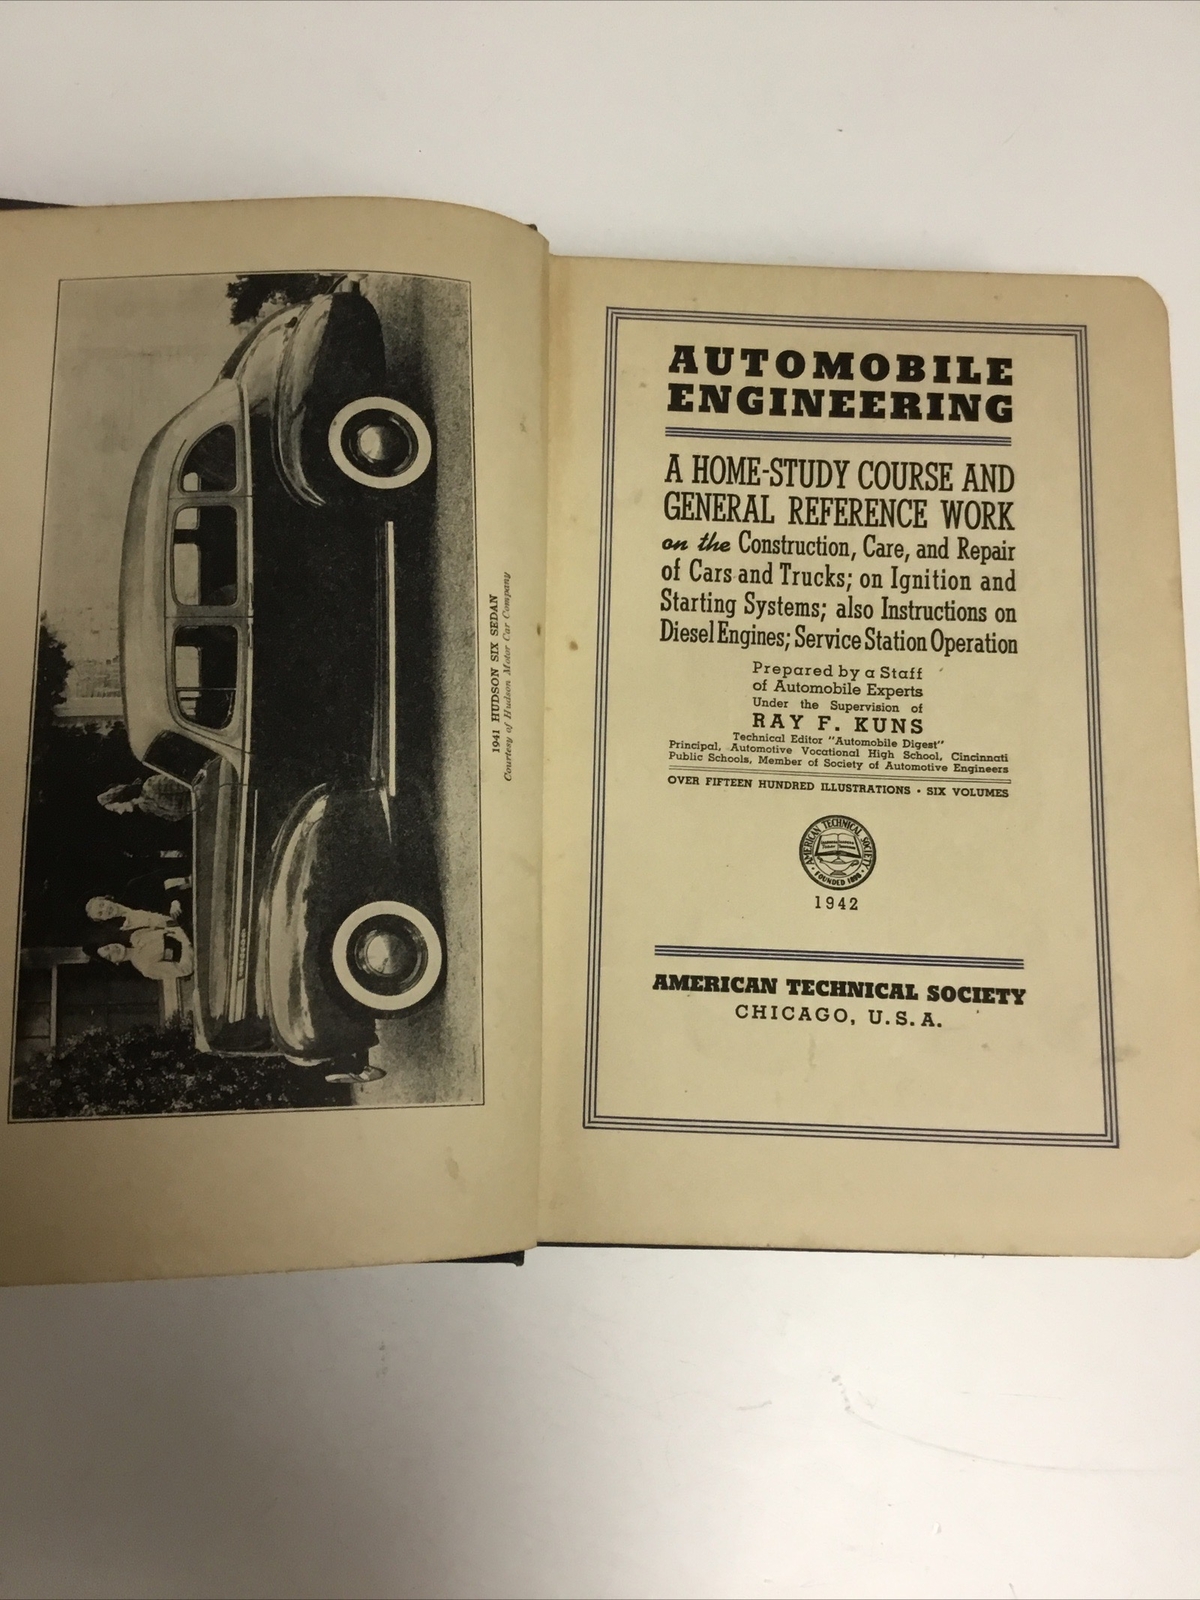 1941 HUDSON SIX SEDAN
Courtesy of Hudson Motor Car Company
AUTOMOBILE
ENGINEERING
A HOME-STUDY COURSE AND
GENERAL REFERENCE WORK
on the Construction, Care, and Repair
of Cars and Trucks; on Ignition and
Starting Systems; also Instructions on
Diesel Engines; Service Station Operation
Prepared by a Staff
of Automobile Experts
Under the Supervision of
RAY F. KUNS
Technical Editor "Automobile Digest"
Principal, Automotive Vocational High School, Cincinnati
Public Schools, Member of Society of Automotive Engineers
OVER FIFTEEN HUNDRED ILLUSTRATIONS · SIX VOLUMES
AMERICAN TECHNICAL SOCIETY
FOUNDED 1898
1942
AMERICAN TECHNICAL SOCIETY
CHICAGO, U.S.A.